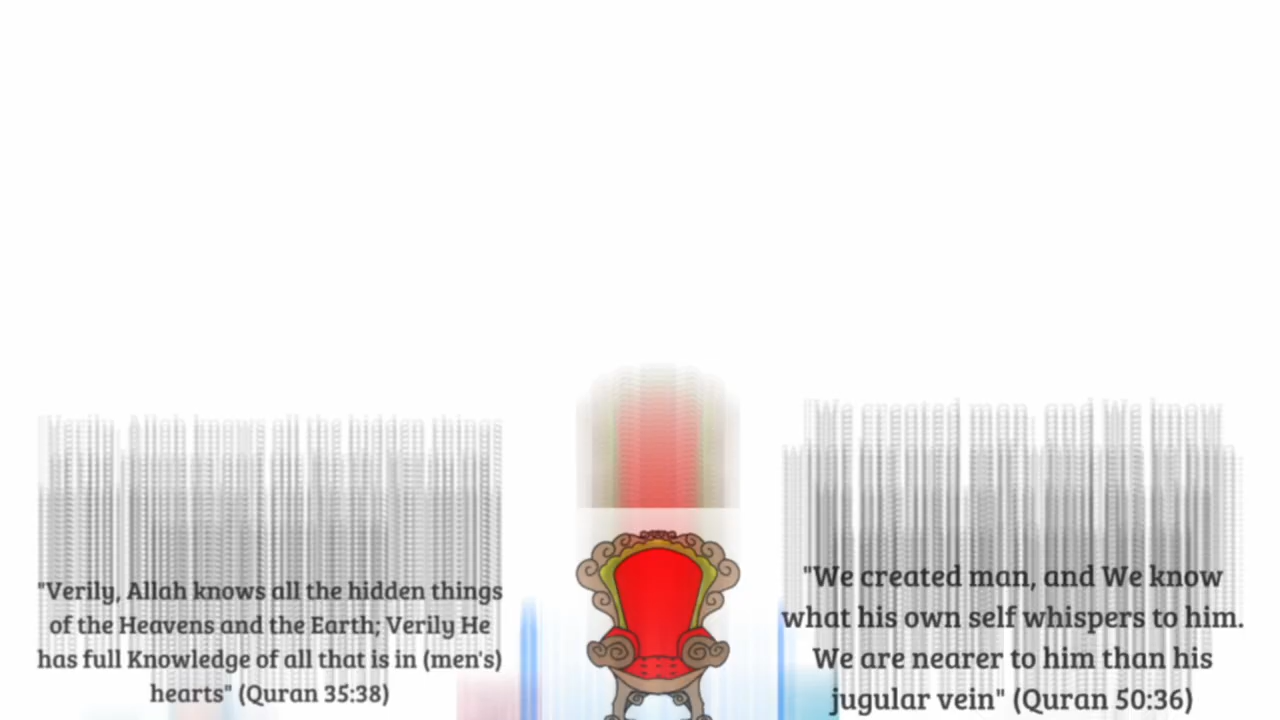 "Verily, Allah knows all the hidden things
of the Heavens and the Earth; Verily He
has full Knowledge of all that is in (men's)
hearts" (Quran 35:38)
"We created man, and We know
what his own self whispers to him.
We are nearer to him than his
jugular vein" (Quran 50:36)